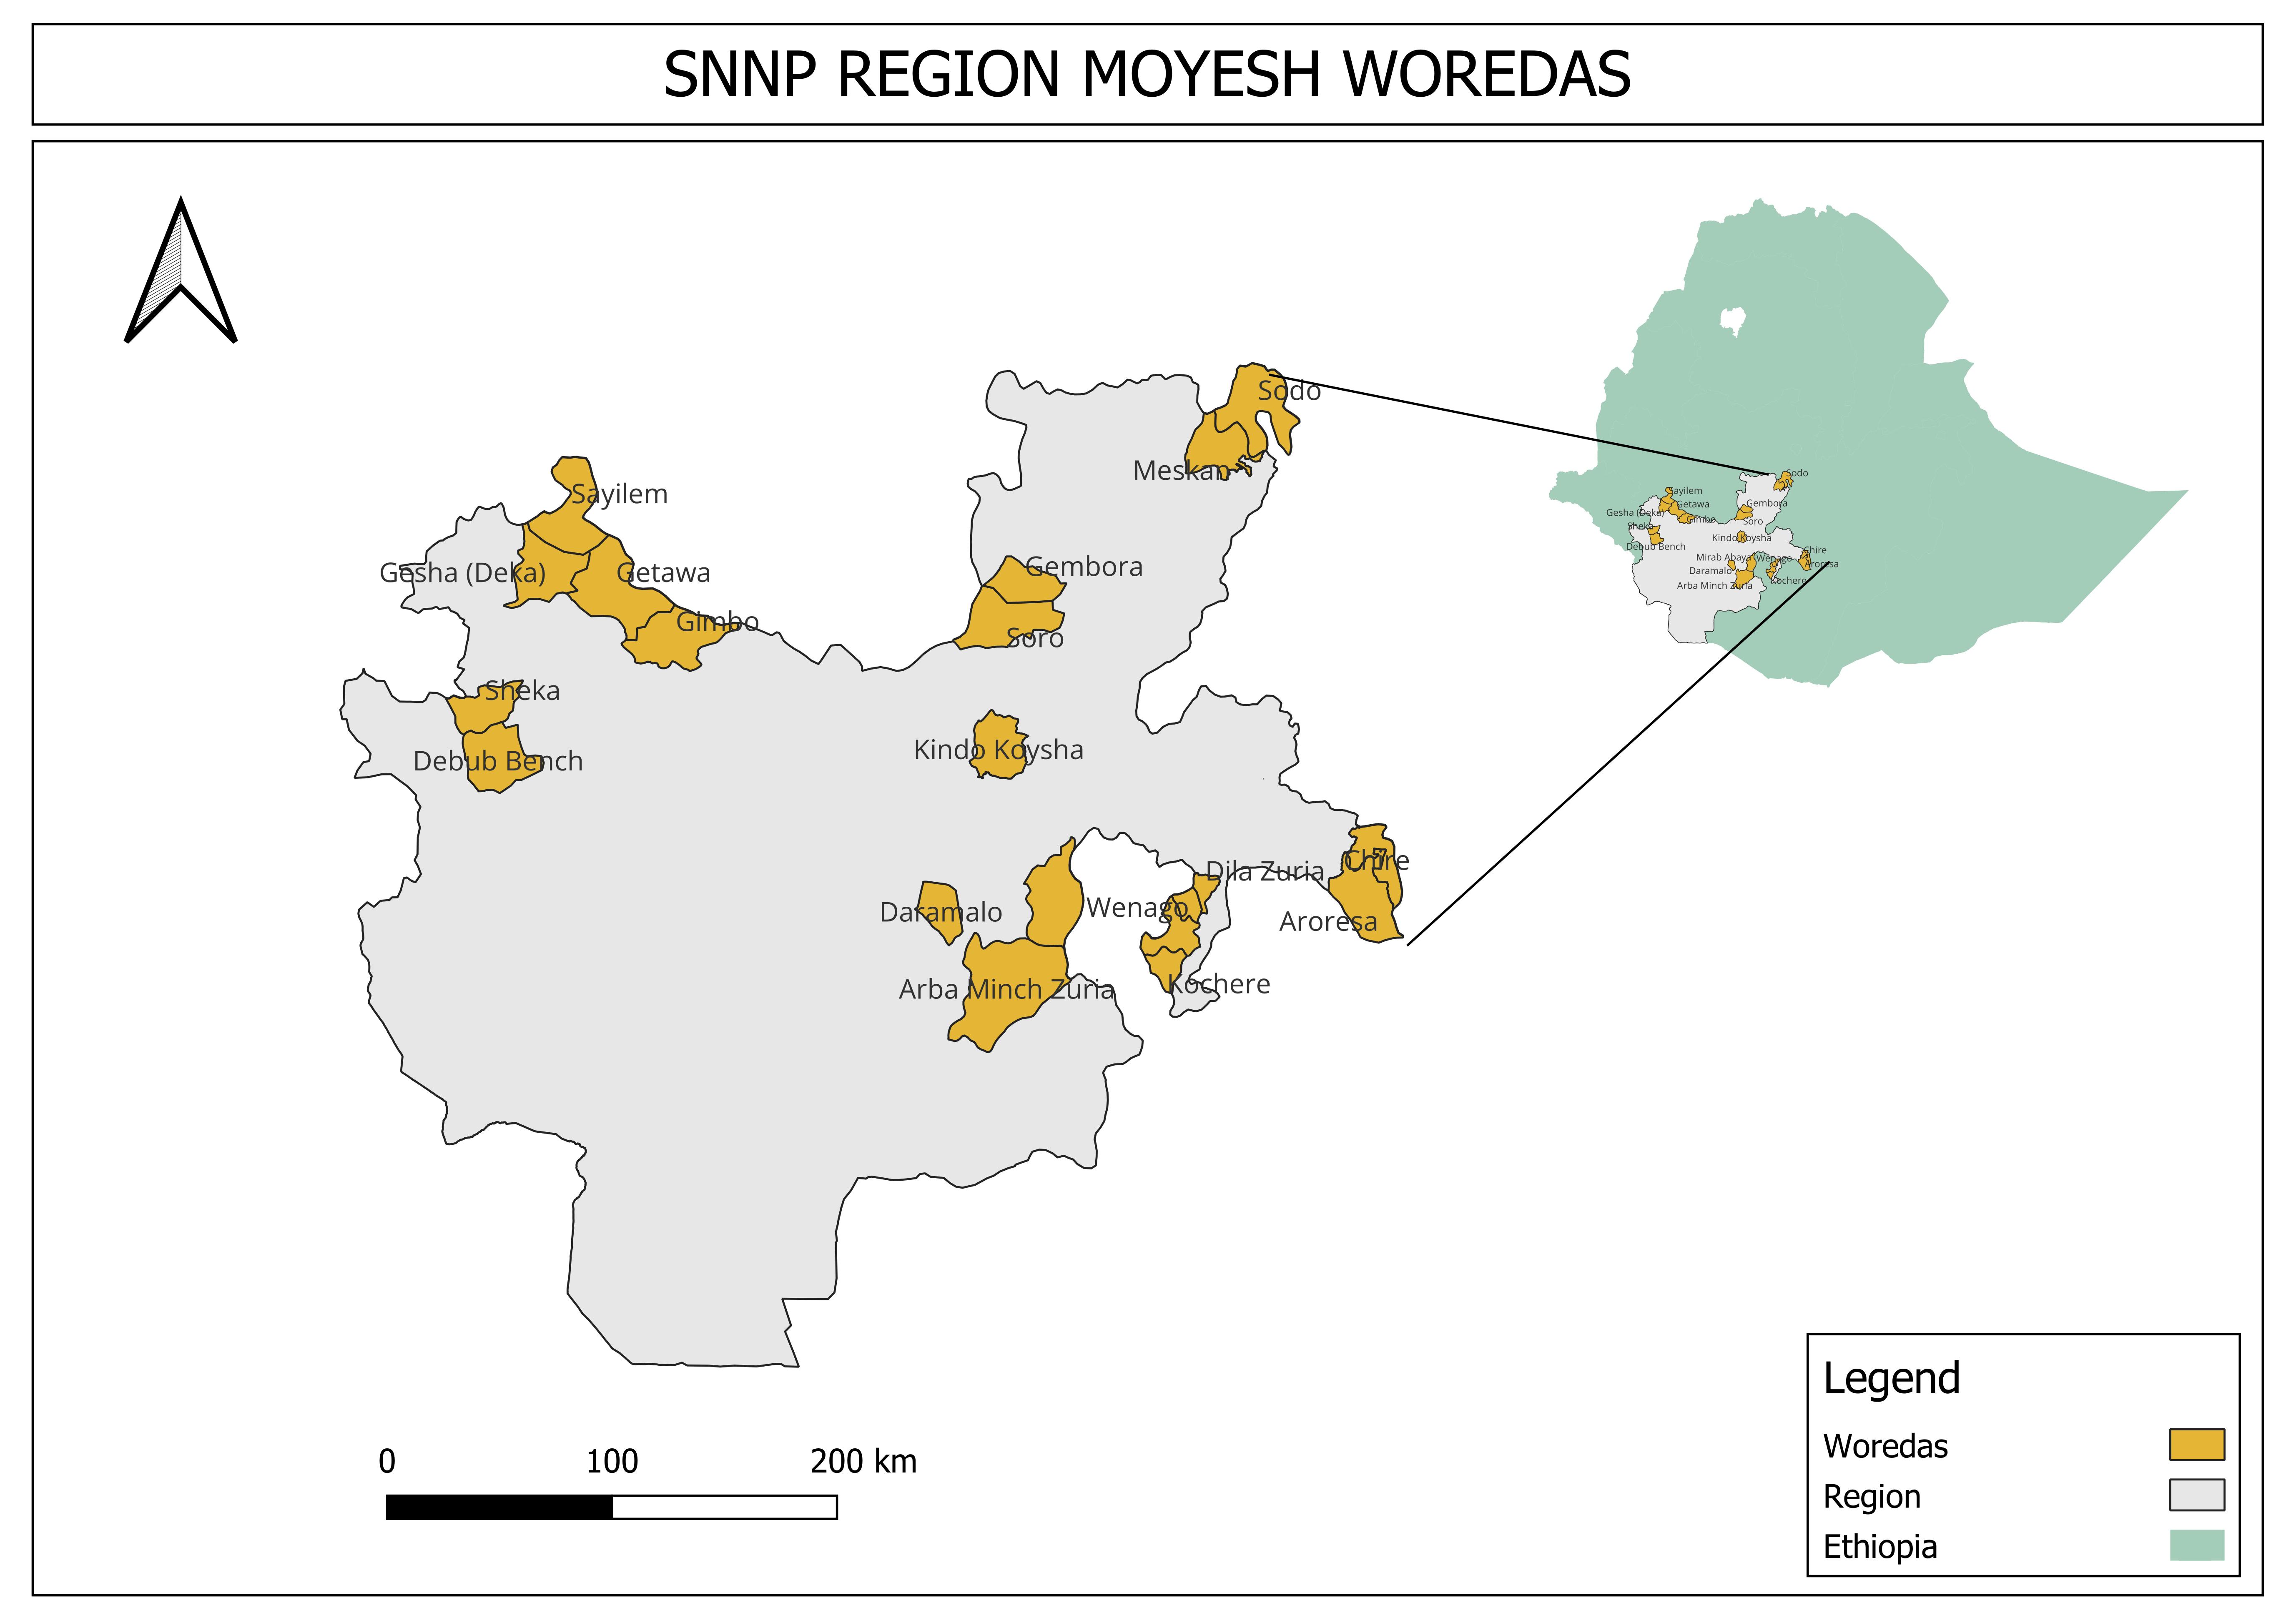 SNNP REGION MOYESH WOREDAS
Sodo
Meskan
Sayilem
Gesha (Deka)
Getawa
Gembora
Gimbo
Soro
Sheka
Debub Bench
Kindo Koysha
Chire
Dila Zuria
Daramalo
Wenago
Aroresa
Arba Minch Zuria
Kochere
Sodo
Sayilem
Getawa
Gembora
Gesha (Deka)
Gimbo
Soro
Sheka
Kindo Koysha
Debub Bench
Chire
Mirab Abaya
Wenago
Aroresa
Daramalo
Kochere
Arba Minch Zuria
0 100 200 km
Legend
Woredas
Region
Ethiopia